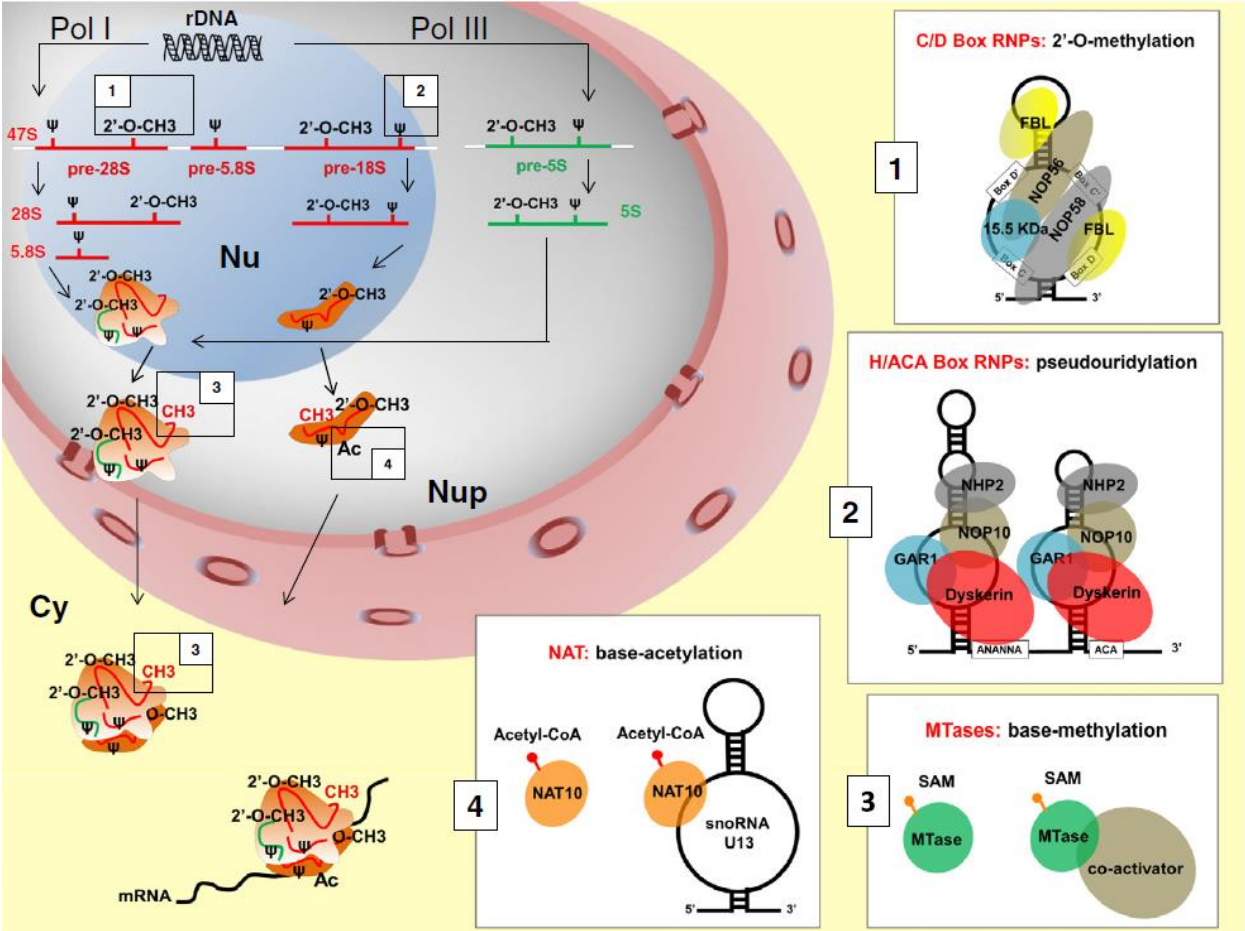 Pol I
rDNA
Pol III
1
2
Ψ
2'-O-CH3
Ψ
2'-O-CH3
Ψ
2'-O-CH3
Ψ
47S
pre-28S
pre-5.8S
pre-18S
pre-5S
Ψ
2'-O-CH3
2'-O-CH3
Ψ
2'-O-CH3
Ψ
28S
5S
Ψ
5.8S
Nu
2'-O-CH3
2'-O-CH3
Ψ
Ψ
2'-O-CH3
Ψ
3
2'-O-CH3
CH3
2'-O-CH3
Ψ
Ψ
2'-O-CH3
CH3
Ψ
Ac
4
Nup
Cy
3
2'-O-CH3
CH3
2'-O-CH3
O-CH3
Ψ
Ψ
Ψ
2'-O-CH3
CH3
2'-O-CH3
O-CH3
Ψ
Ψ
Ψ
Ac
mRNA
C/D Box RNPs: 2'-O-methylation
1
FBL
NOP56
Box D'
Box C'
NOP58
15.5 KDa
FBL
Box C
Box D
5'
3'
H/ACA Box RNPs: pseudouridylation
2
NHP2
NHP2
NOP10
NOP10
GAR1
GAR1
Dyskerin
Dyskerin
5'
ANANNA
ACA
3'
NAT: base-acetylation
4
Acetyl-CoA
Acetyl-CoA
NAT10
NAT10
snoRNA
U13
5'
3'
MTases: base-methylation
3
SAM
SAM
MTase
MTase
co-activator